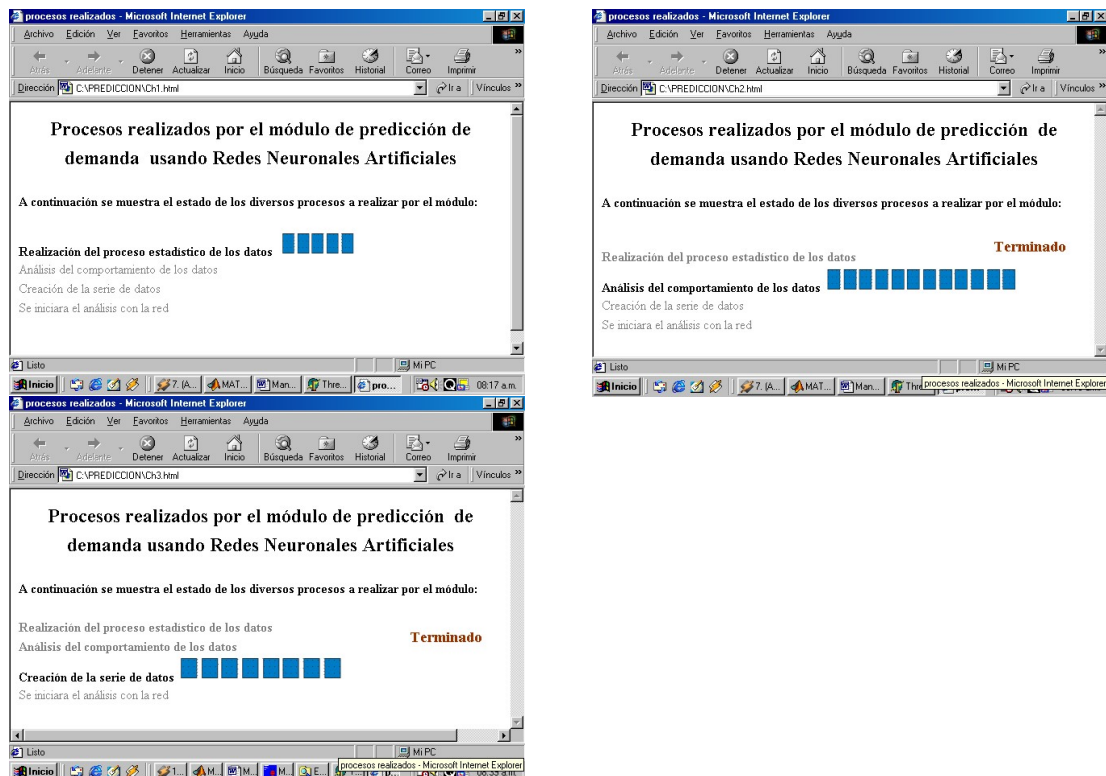 procesos realizados - Microsoft Internet Explorer
Archivo Edición Ver Favoritos Herramientas Ayuda
Atrás Adelante Detener Actualizar Inicio Búsqueda Favoritos Historial Correo Imprimir »
Dirección C:\PREDICCION\Ch1.html Ir a Vínculos »
Procesos realizados por el módulo de predicción de
demanda usando Redes Neuronales Artificiales
A continuación se muestra el estado de los diversos procesos a realizar por el módulo:
Realización del proceso estadístico de los datos
Análisis del comportamiento de los datos
Creación de la serie de datos
Se iniciara el análisis con la red
Listo Mi PC
Inicio 7. (A... MAT... Man... Thre... pro... 08:17 a.m.
procesos realizados - Microsoft Internet Explorer
Archivo Edición Ver Favoritos Herramientas Ayuda
Atrás Adelante Detener Actualizar Inicio Búsqueda Favoritos Historial Correo Imprimir »
Dirección C:\PREDICCION\Ch2.html Ir a Vínculos »
Procesos realizados por el módulo de predicción de
demanda usando Redes Neuronales Artificiales
A continuación se muestra el estado de los diversos procesos a realizar por el módulo:
Terminado
Realización del proceso estadístico de los datos
Análisis del comportamiento de los datos
Creación de la serie de datos
Se iniciara el análisis con la red
Listo Mi PC
Inicio 7. (A... MAT... Man... Thre procesos realizados - Microsoft Internet Explorer
procesos realizados - Microsoft Internet Explorer
Archivo Edición Ver Favoritos Herramientas Ayuda
Atrás Adelante Detener Actualizar Inicio Búsqueda Favoritos Historial Correo Imprimir »
Dirección C:\PREDICCION\Ch3.html Ir a Vínculos »
Procesos realizados por el módulo de predicción de
demanda usando Redes Neuronales Artificiales
A continuación se muestra el estado de los diversos procesos a realizar por el módulo:
Realización del proceso estadístico de los datos
Terminado
Análisis del comportamiento de los datos
Creación de la serie de datos
Se iniciara el análisis con la red
Listo Mi PC
Inicio 1... M... M... M... E... procesos realizados - Microsoft Internet Explorer